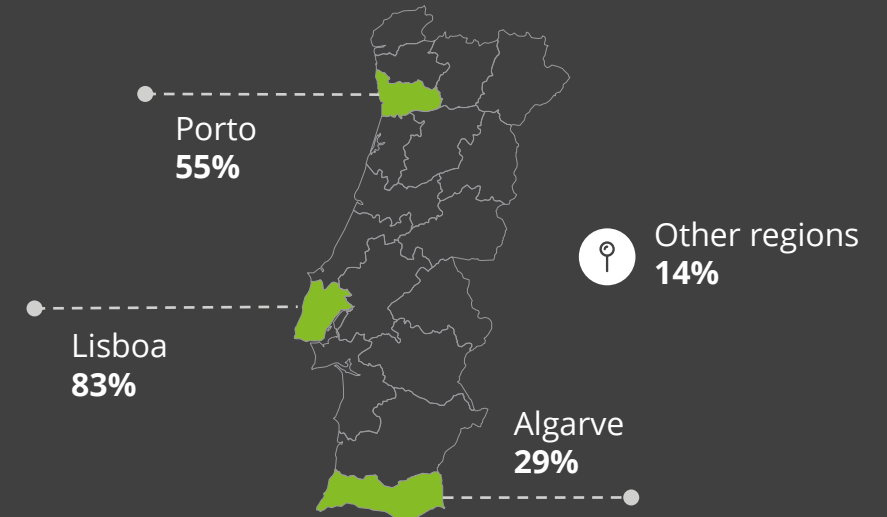 Porto
55%
Other regions
14%
Lisboa
83%
Algarve
29%